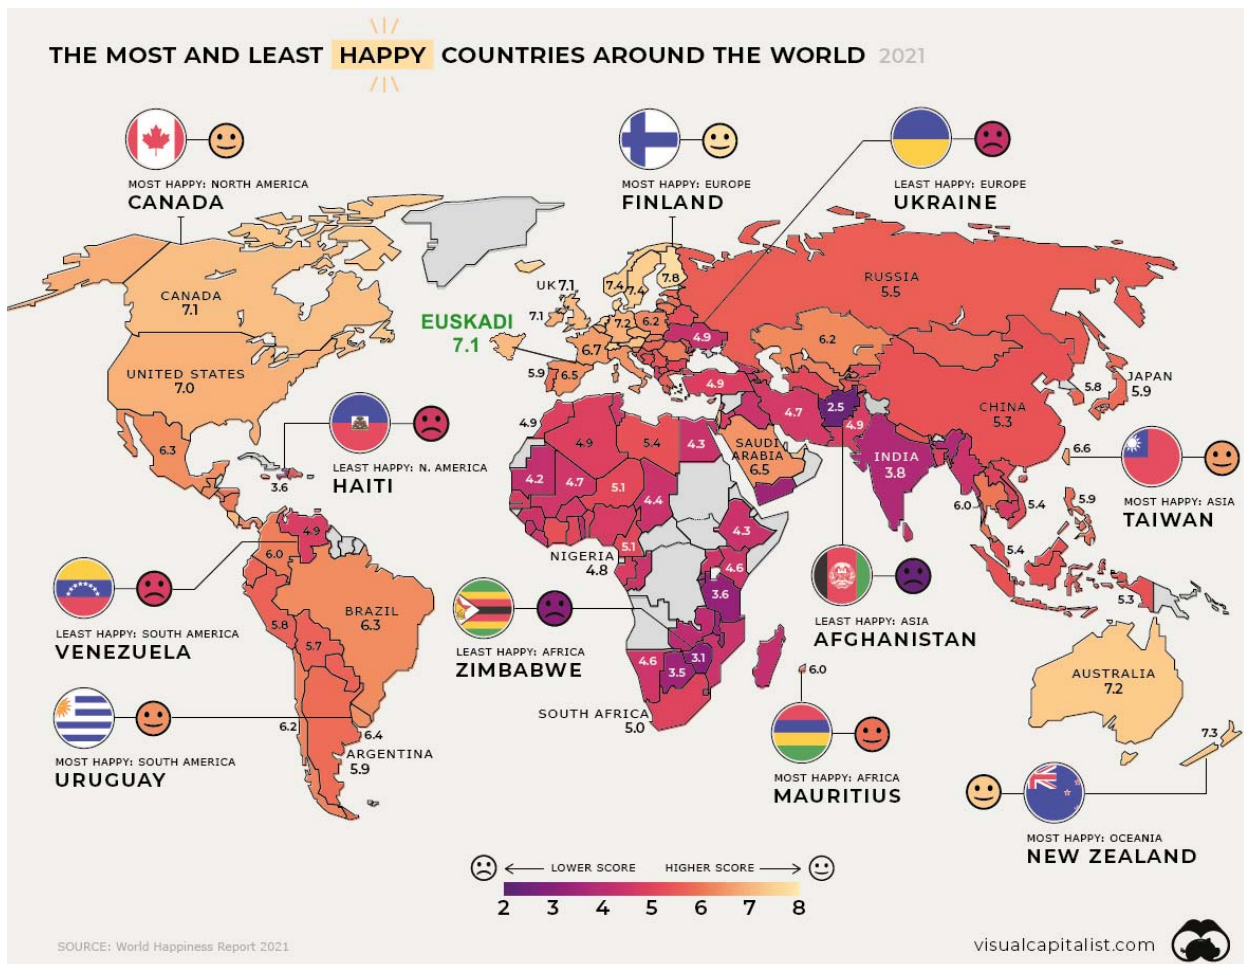 THE MOST AND LEAST HAPPY COUNTRIES AROUND THE WORLD 2021
MOST HAPPY: NORTH AMERICA
CANADA
MOST HAPPY: EUROPE
FINLAND
LEAST HAPPY: EUROPE
UKRAINE
CANADA
7.1
UNITED STATES
7.0
6.3
UK 7.1
7.1
EUSKADI
7.1
7.4
7.4
7.8
7.2
6.2
6.7
5.9
6.5
4.9
4.9
RUSSIA
5.5
6.2
CHINA
5.3
5.8
JAPAN
5.9
4.7
2.5
4.9
INDIA
3.8
SAUDI
ARABIA
6.5
LEAST HAPPY: N. AMERICA
HAITI
3.6
4.9
4.9
5.4
4.3
4.2
4.7
5.1
4.4
4.3
5.1
NIGERIA
4.8
4.6
3.6
6.6
MOST HAPPY: ASIA
TAIWAN
6.0
5.4
5.9
5.4
5.3
4.9
6.0
LEAST HAPPY: SOUTH AMERICA
VENEZUELA
BRAZIL
6.3
5.8
5.7
LEAST HAPPY: AFRICA
ZIMBABWE
LEAST HAPPY: ASIA
AFGHANISTAN
4.6
3.5
3.1
6.0
SOUTH AFRICA
5.0
AUSTRALIA
7.2
7.3
6.2
6.4
ARGENTINA
5.9
MOST HAPPY: SOUTH AMERICA
URUGUAY
MOST HAPPY: AFRICA
MAURITIUS
MOST HAPPY: OCEANIA
NEW ZEALAND
LOWER SCORE HIGHER SCORE
2 3 4 5 6 7 8
SOURCE: World Happiness Report 2021
visualcapitalist.com